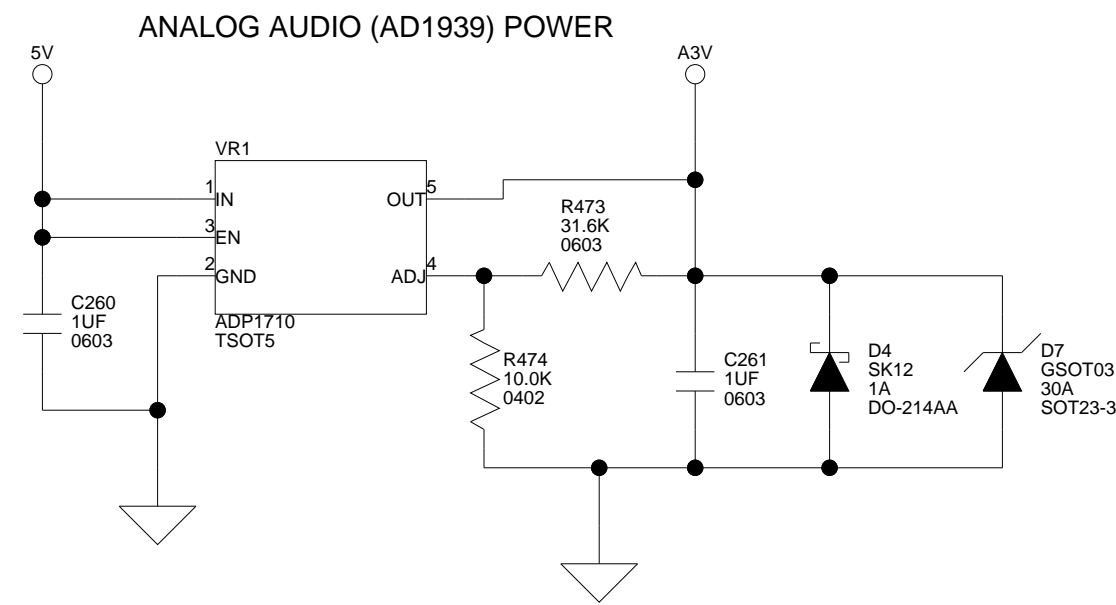 ANALOG AUDIO (AD1939) POWER
5V
A3V
VR1
1
IN
3
EN
2
GND
OUT
5
ADJ
4
ADP1710
TSOT5
R473
31.6K
0603
C260
1UF
0603
R474
10.0K
0402
C261
1UF
0603
D4
SK12
1A
DO-214AA
D7
GSOT03
30A
SOT23-3